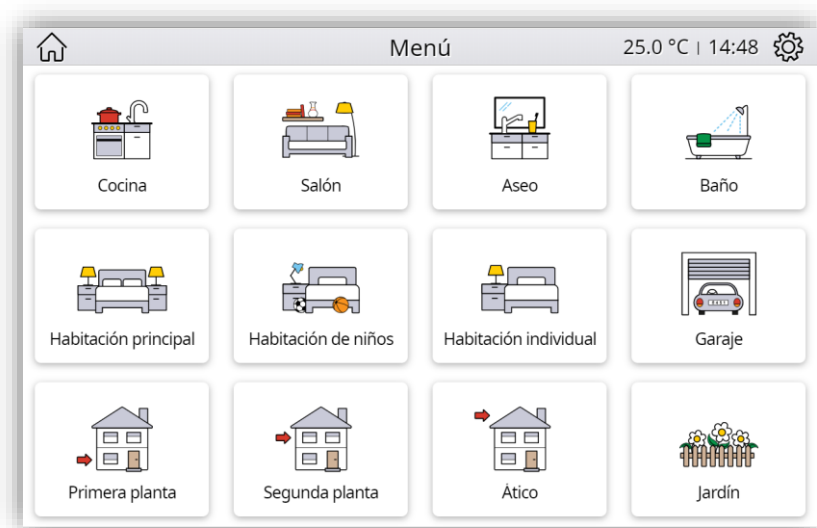 Menú
25.0 °C | 14:48
Cocina
Salón
Aseo
Baño
Habitación principal
Habitación de niños
Habitación individual
Garaje
Primera planta
Segunda planta
Ático
Jardín